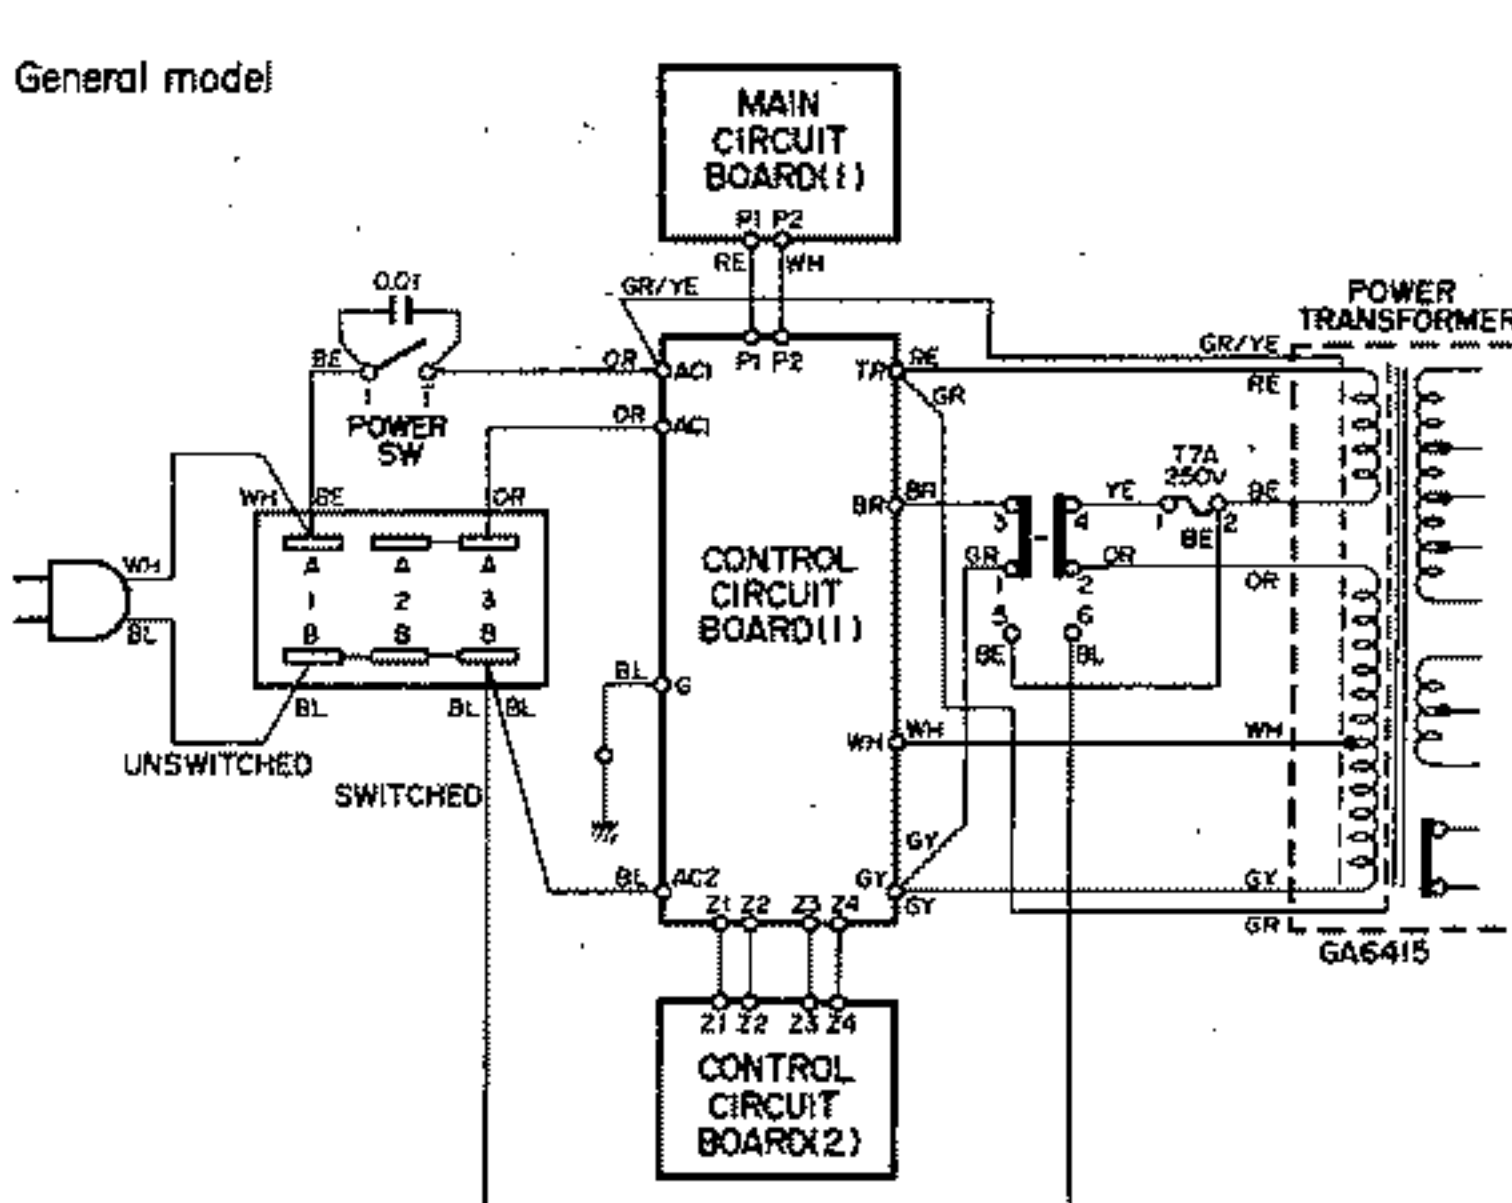 General model
MAIN
CIRCUIT
BOARD(1)
P1 P2
RE WH
GR/YE
0.01
POWER
TRANSFORMER
GR/YE
BE
OR
AC1
P1 P2
TR
RE
GR
RE
1 1
POWER
SW
OR
AC1
T7A
250V
WH BE
OR
BR
BR
3
4
YE
1
2
BE
BE
WH
A A A
1 2 3
B B B
BL
CONTROL
CIRCUIT
BOARD(1)
GR
1
2
OR
OR
5 6
BE
BL
BL
G
BL
BL BL
UNSWITCHED
SWITCHED
WH
WH
WH
GY
BL
AC2
GY
GY
GY
GR
Z1 Z2 Z3 Z4
GA6415
Z1 Z2 Z3 Z4
CONTROL
CIRCUIT
BOARD(2)